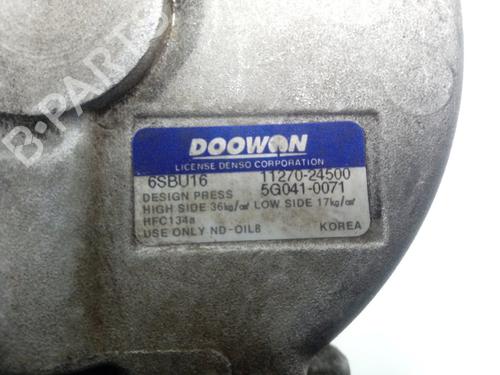 B-PARTS
DOOWON
LICENSE DENSO CORPORATION
6SBU16 11270-24500
DESIGN PRESS 5G041-0071
HIGH SIDE 36kg/㎠ LOW SIDE 17kg/㎠
HFC134a
USE ONLY ND-OIL8 KOREA